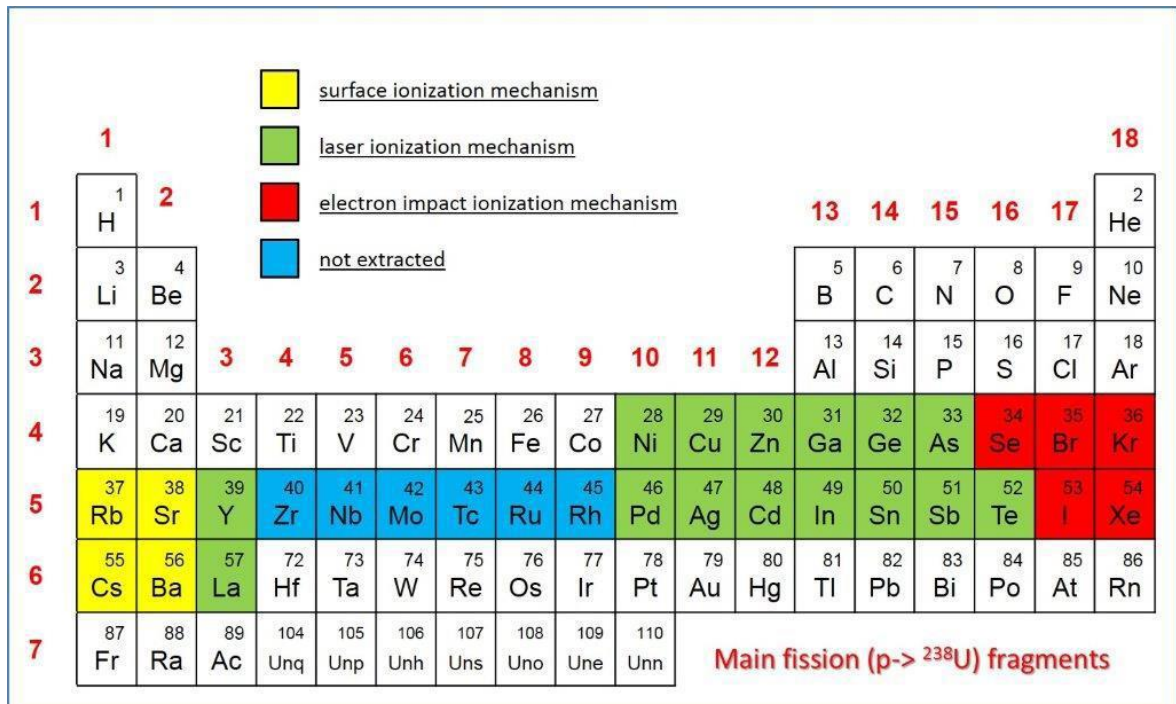 surface ionization mechanism
laser ionization mechanism
1 18
1 1 2 electron impact ionization mechanism 13 14 15 16 17 2
H He
not extracted
2 3 4 5 6 7 8 9 10
Li Be B C N O F Ne
3 11 12 3 4 5 6 7 8 9 10 11 12 13 14 15 16 17 18
Na Mg Al Si P S Cl Ar
4 19 20 21 22 23 24 25 26 27 28 29 30 31 32 33 34 35 36
K Ca Sc Ti V Cr Mn Fe Co Ni Cu Zn Ga Ge As Se Br Kr
5 37 38 39 40 41 42 43 44 45 46 47 48 49 50 51 52 53 54
Rb Sr Y Zr Nb Mo Tc Ru Rh Pd Ag Cd In Sn Sb Te I Xe
6 55 56 57 72 73 74 75 76 77 78 79 80 81 82 83 84 85 86
Cs Ba La Hf Ta W Re Os Ir Pt Au Hg Tl Pb Bi Po At Rn
7 87 88 89 104 105 106 107 108 109 110
Fr Ra Ac Unq Unp Unh Uns Uno Une Unn
Main fission (p-> ²³⁸U) fragments